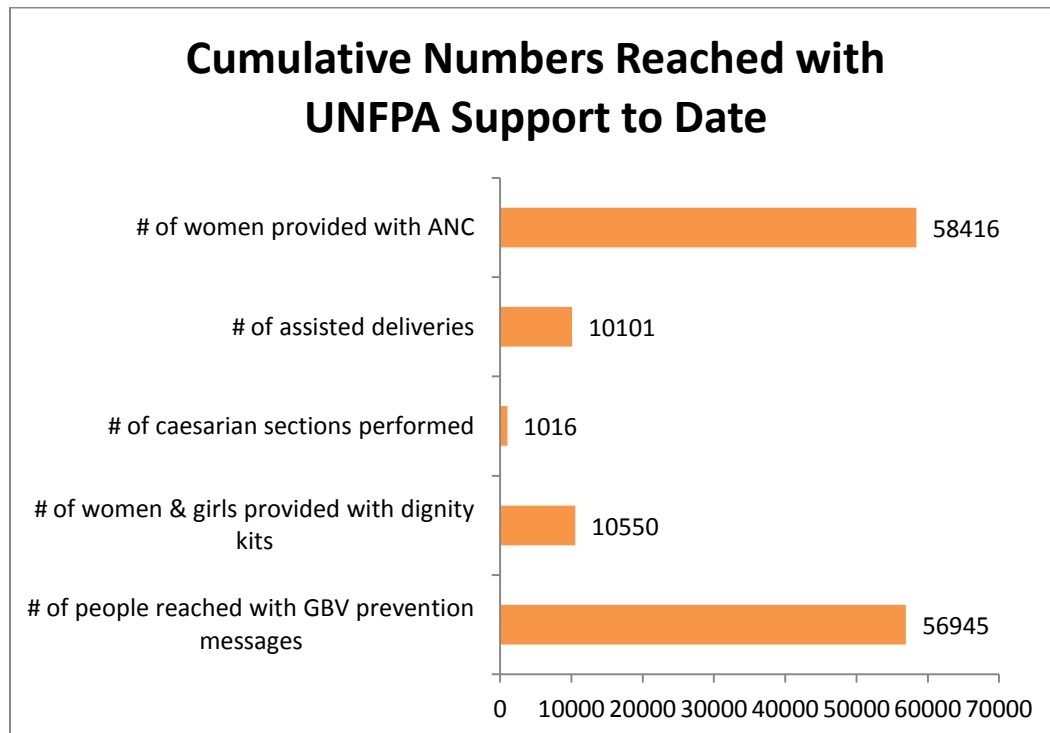 Cumulative Numbers Reached with
UNFPA Support to Date
# of women provided with ANC
58416
# of assisted deliveries
10101
# of caesarian sections performed
1016
# of women & girls provided with dignity
kits
10550
# of people reached with GBV prevention
messages
56945
0 10000 20000 30000 40000 50000 60000 70000